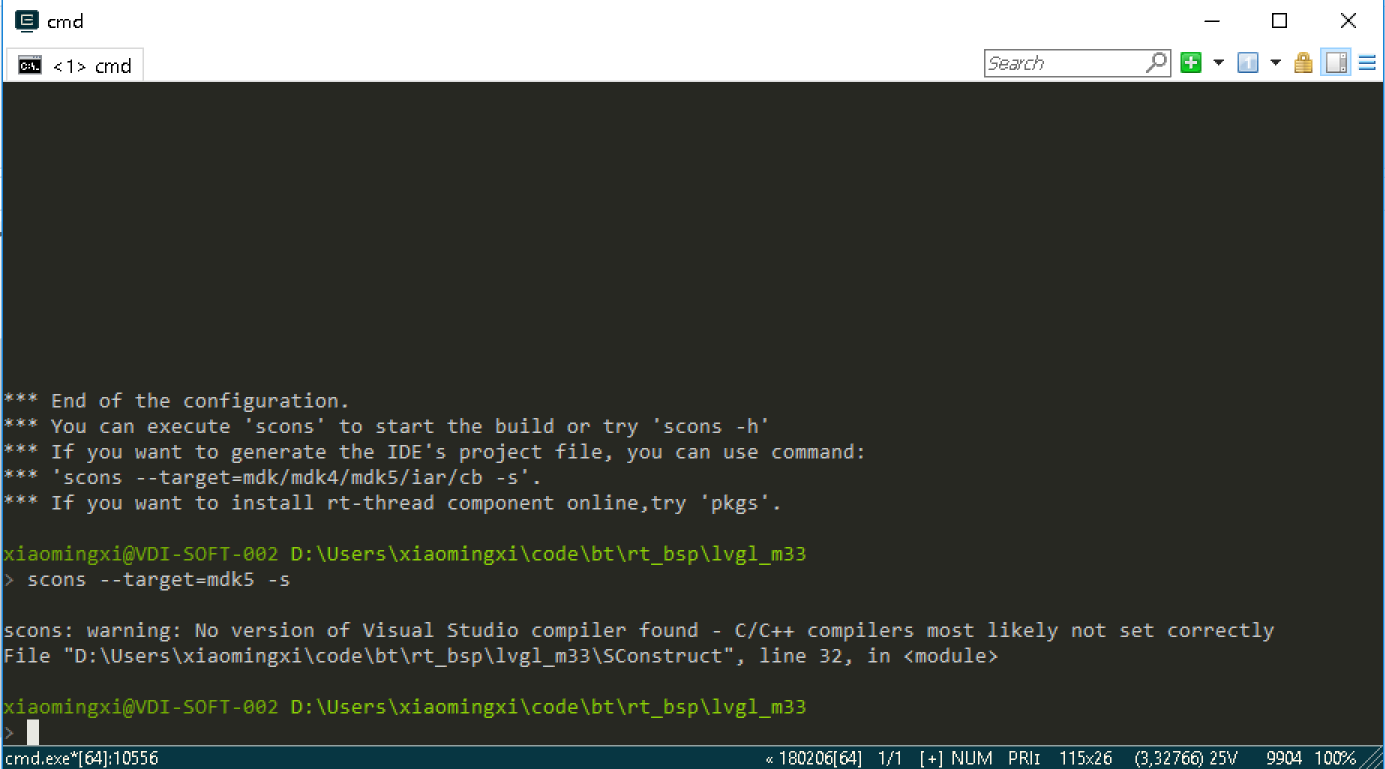 cmd
<1> cmd
Search
*** End of the configuration.
*** You can execute 'scons' to start the build or try 'scons -h'
*** If you want to generate the IDE's project file, you can use command:
*** 'scons --target=mdk/mdk4/mdk5/iar/cb -s'.
*** If you want to install rt-thread component online,try 'pkgs'.
xiaomingxi@VDI-SOFT-002 D:\Users\xiaomingxi\code\bt\rt_bsp\lvgl_m33
> scons --target=mdk5 -s
scons: warning: No version of Visual Studio compiler found - C/C++ compilers most likely not set correctly
File "D:\Users\xiaomingxi\code\bt\rt_bsp\lvgl_m33\SConstruct", line 32, in <module>
xiaomingxi@VDI-SOFT-002 D:\Users\xiaomingxi\code\bt\rt_bsp\lvgl_m33
>
cmd.exe*[64]:10556 « 180206[64] 1/1 [+] NUM PRI↕ 115x26 (3,32766) 25V 9904 100%